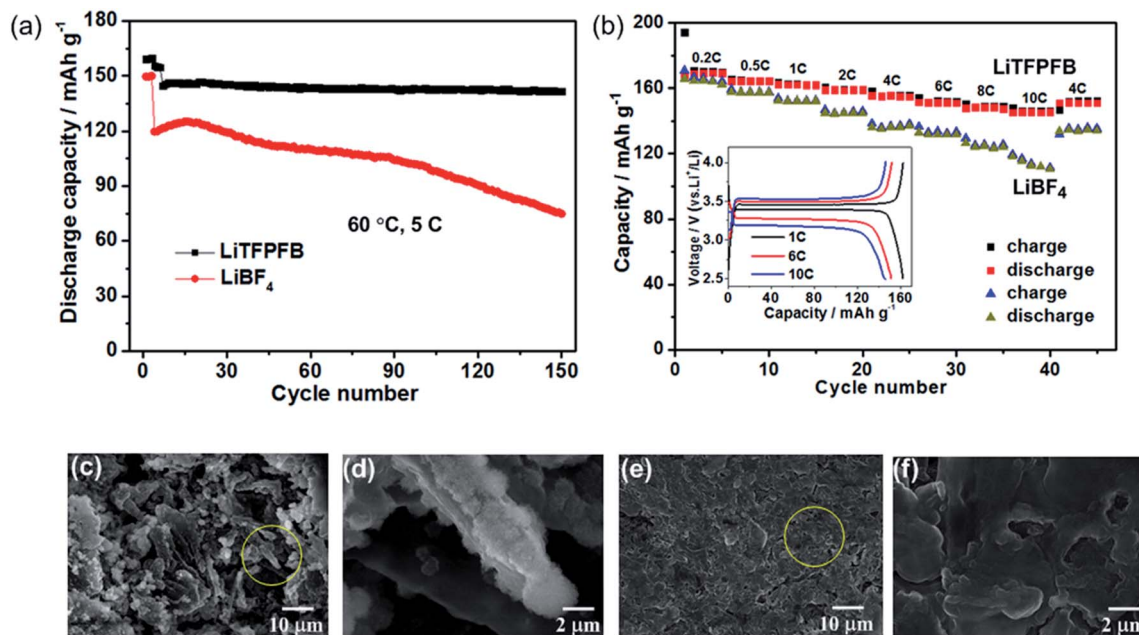 (a)
Discharge capacity / mAh g⁻¹
180
150
120
90
60
30
0
0
30
60
90
120
150
Cycle number
60 °C, 5 C
LiTFPFB
LiBF₄
(b)
Capacity / mAh g⁻¹
200
160
120
80
40
0
0
10
20
30
40
Cycle number
0.2C
0.5C
1C
2C
4C
6C
8C
10C
4C
LiTFPFB
LiBF₄
Voltage / V (vs.Li⁺/Li)
4.0
3.5
3.0
2.5
0
40
80
120
160
Capacity / mAh g⁻¹
1C
6C
10C
charge
discharge
charge
discharge
(c)
10 μm
(d)
2 μm
(e)
10 μm
(f)
2 μm